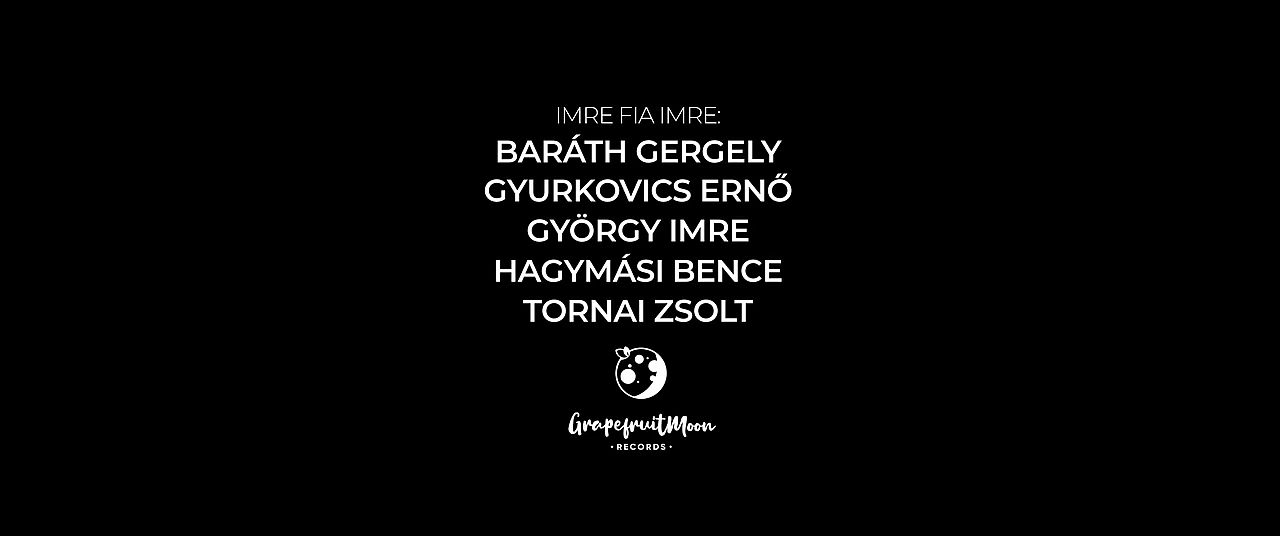 IMRE FIA IMRE:
BARÁTH GERGELY
GYURKOVICS ERNŐ
GYÖRGY IMRE
HAGYMÁSI BENCE
TORNAI ZSOLT
GrapefruitMoon
• RECORDS •